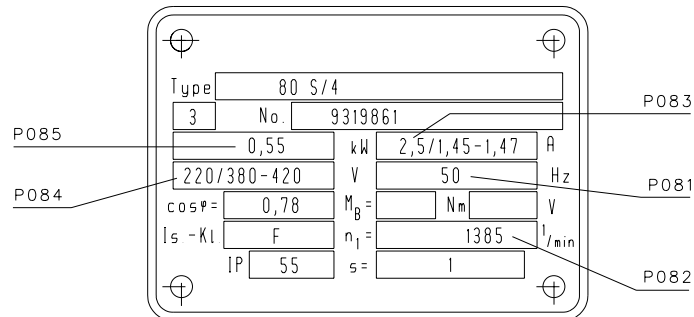 Type 80 S/4
3 No. 9319861 P083
P085 0,55 kW 2,5/1,45-1,47 A
P084 220/380-420 V 50 Hz P081
cosφ= 0,78 M_B= Nm V
Is.-Kl. F n₁= 1385 ¹/min
IP 55 s= 1 P082